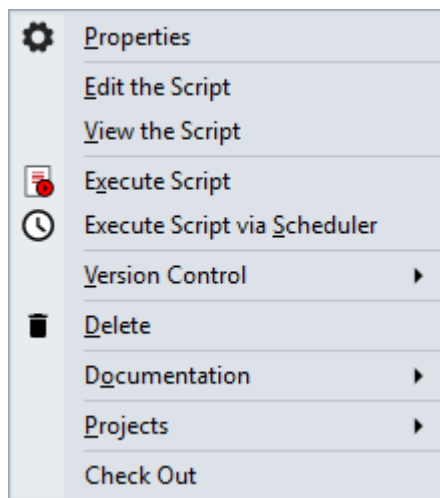 Properties
Edit the Script
View the Script
Execute Script
Execute Script via Scheduler
Version Control
Delete
Documentation
Projects
Check Out